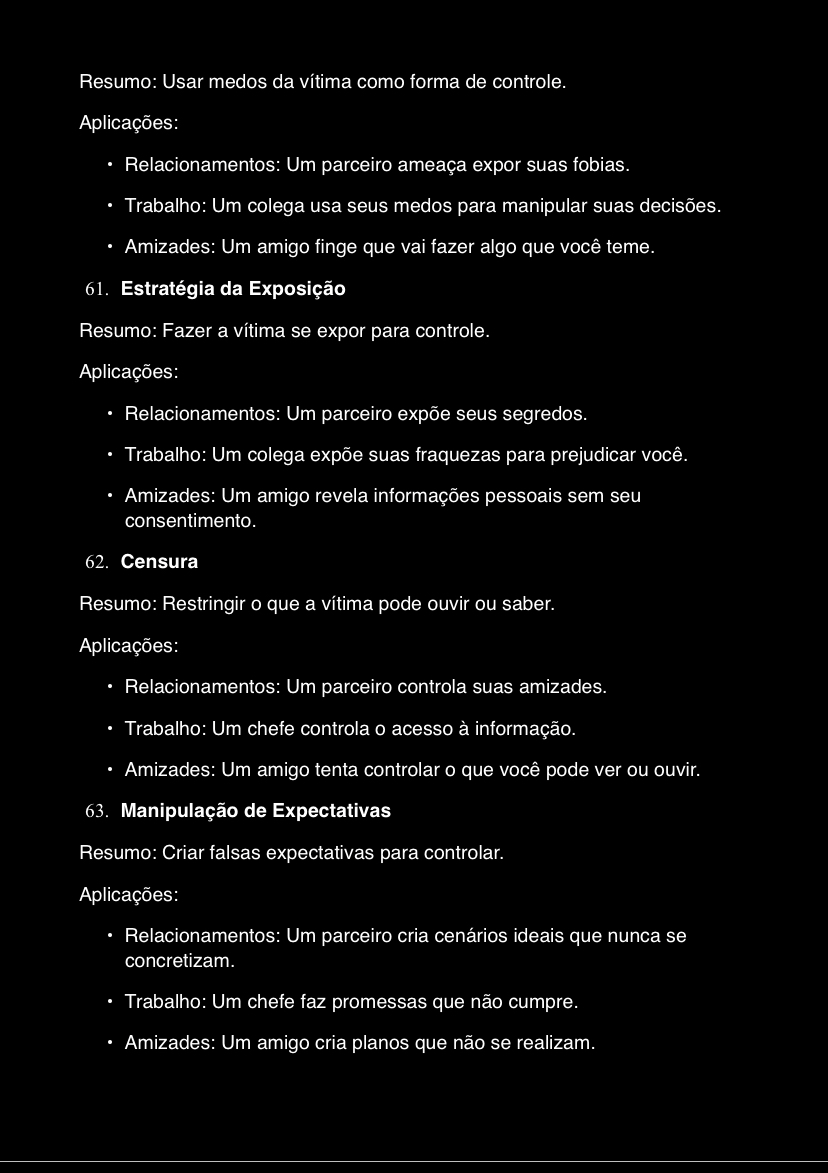 Resumo: Usar medos da vítima como forma de controle.
Aplicações:
• Relacionamentos: Um parceiro ameaça expor suas fobias.
• Trabalho: Um colega usa seus medos para manipular suas decisões.
• Amizades: Um amigo finge que vai fazer algo que você teme.
61. Estratégia da Exposição
Resumo: Fazer a vítima se expor para controle.
Aplicações:
• Relacionamentos: Um parceiro expõe seus segredos.
• Trabalho: Um colega expõe suas fraquezas para prejudicar você.
• Amizades: Um amigo revela informações pessoais sem seu
consentimento.
62. Censura
Resumo: Restringir o que a vítima pode ouvir ou saber.
Aplicações:
• Relacionamentos: Um parceiro controla suas amizades.
• Trabalho: Um chefe controla o acesso à informação.
• Amizades: Um amigo tenta controlar o que você pode ver ou ouvir.
63. Manipulação de Expectativas
Resumo: Criar falsas expectativas para controlar.
Aplicações:
• Relacionamentos: Um parceiro cria cenários ideais que nunca se
concretizam.
• Trabalho: Um chefe faz promessas que não cumpre.
• Amizades: Um amigo cria planos que não se realizam.